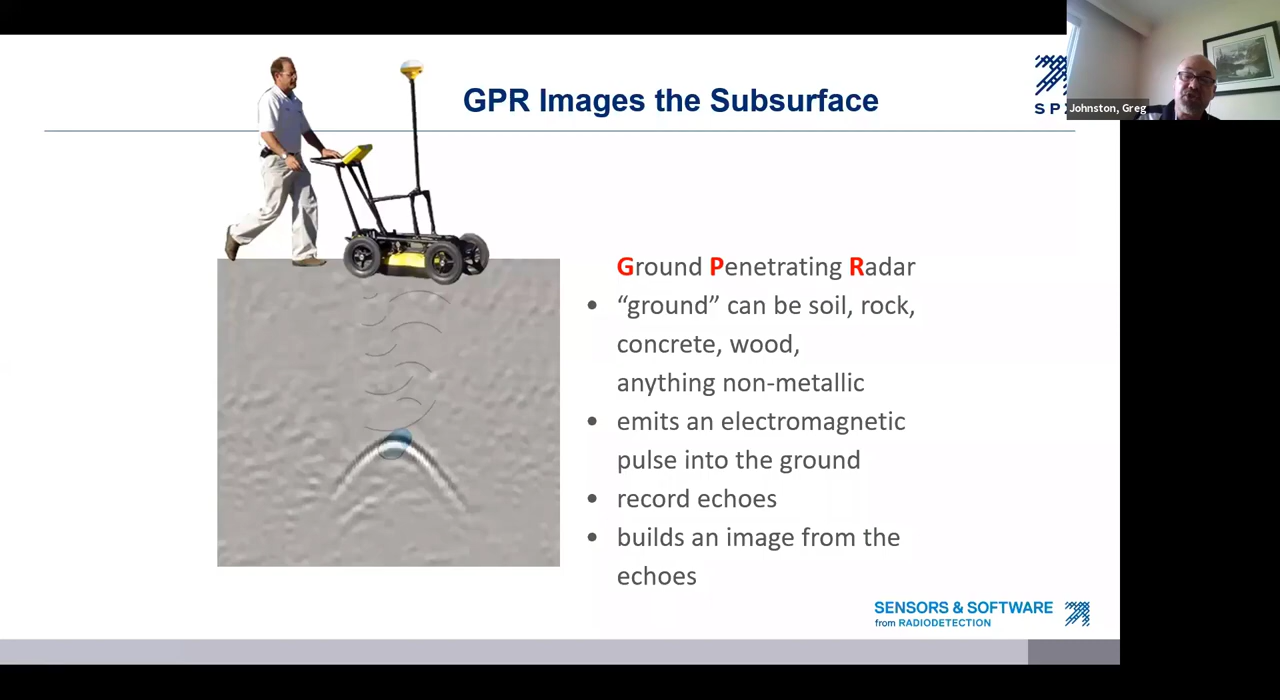 GPR Images the Subsurface
Johnston, Greg
Ground Penetrating Radar
• “ground” can be soil, rock,
concrete, wood,
anything non-metallic
• emits an electromagnetic
pulse into the ground
• record echoes
• builds an image from the
echoes
SENSORS & SOFTWARE
from RADIODETECTION